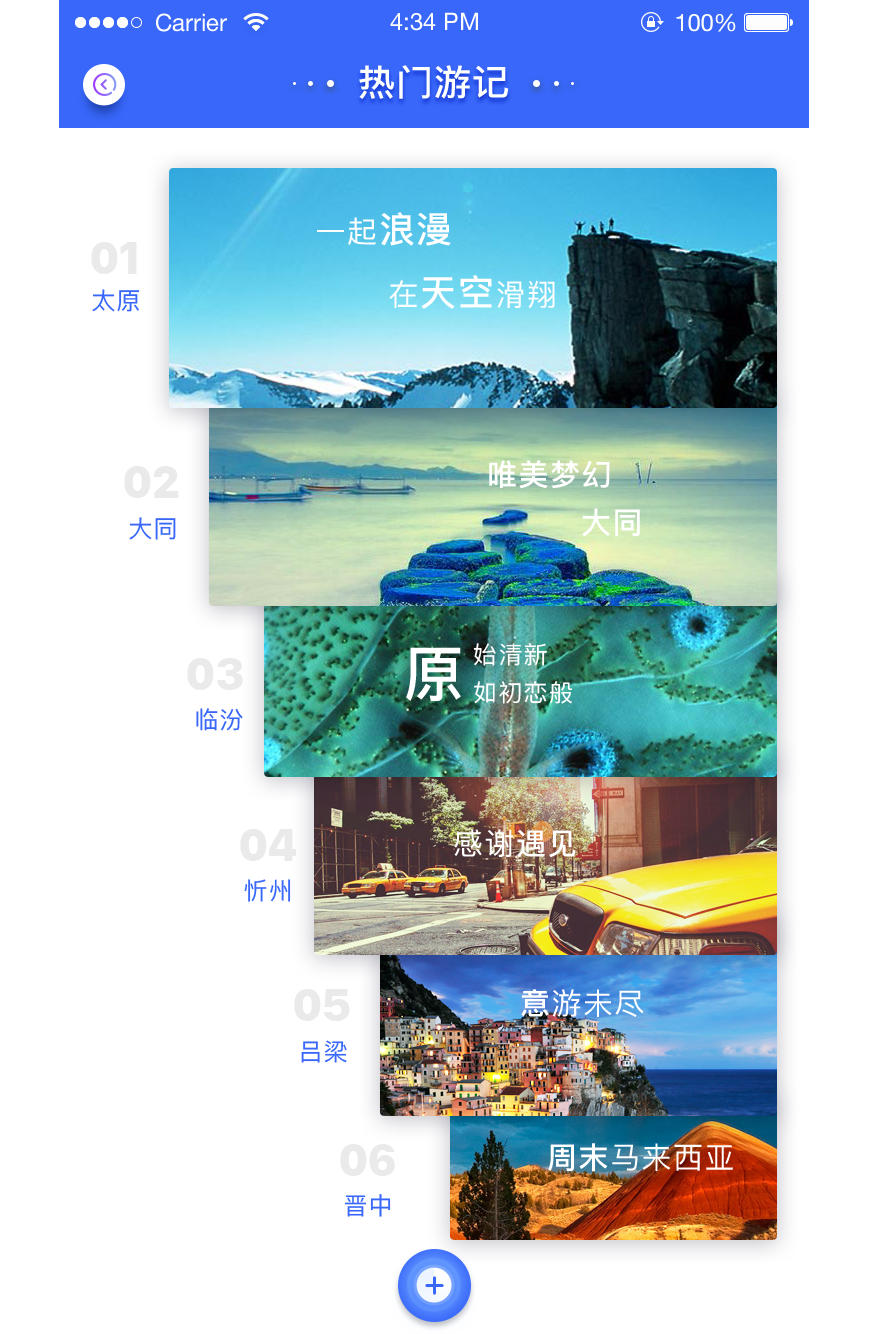 Carrier 4:34 PM 100%
热门游记
01
太原
一起浪漫
在天空滑翔
02
大同
唯美梦幻
大同
03
临汾
原
始清新
如初恋般
04
忻州
感谢遇见
05
吕梁
意游未尽
06
晋中
周末马来西亚